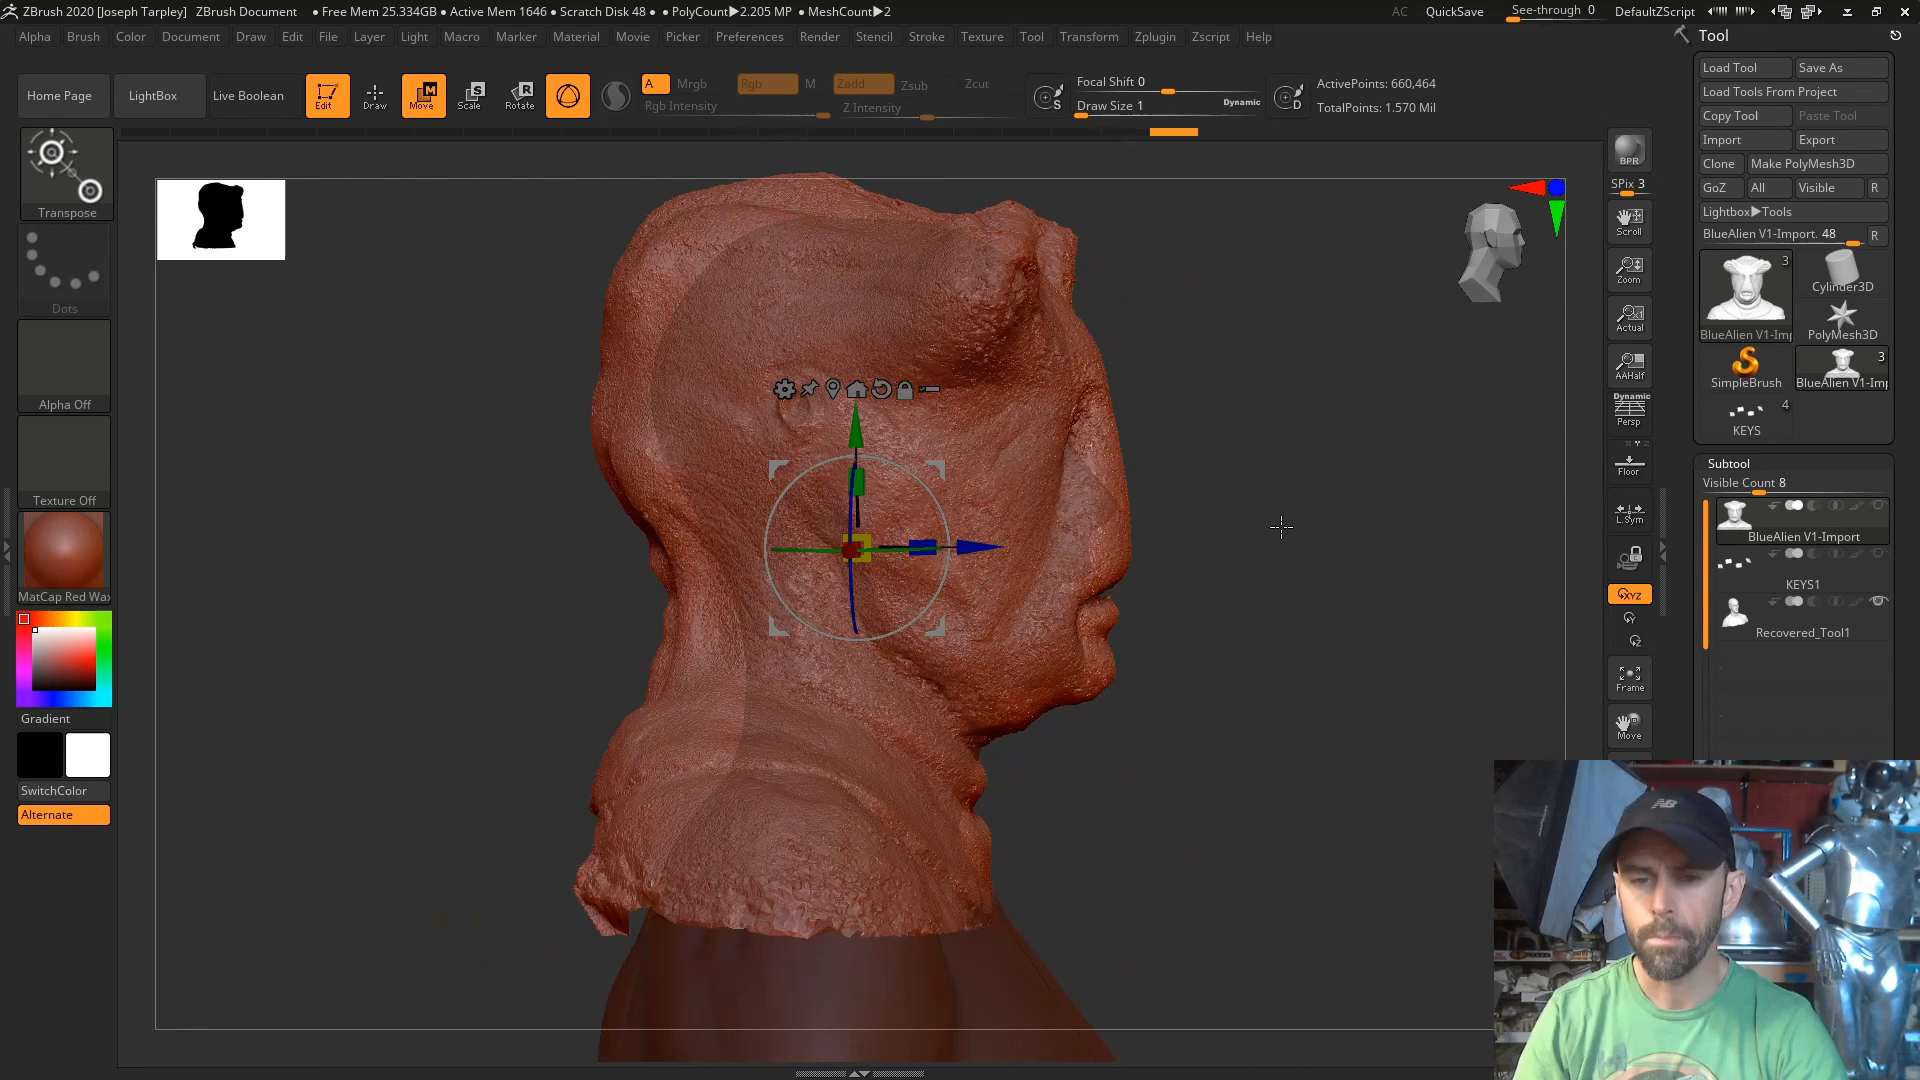 ZBrush 2020 [Joseph Tarpley] ZBrush Document • Free Mem 25.334GB • Active Mem 1646 • Scratch Disk 48 • • PolyCount▶2.205 MP • MeshCount▶2 AC QuickSave See-through 0 DefaultZScript
Alpha Brush Color Document Draw Edit File Layer Light Macro Marker Material Movie Picker Preferences Render Stencil Stroke Texture Tool Transform Zplugin Zscript Help
Home Page LightBox Live Boolean Edit Draw Move Scale Rotate
A Mrgb Rgb M Zadd Zsub Zcut
Rgb Intensity Z Intensity
Focal Shift 0
Draw Size 1 Dynamic
ActivePoints: 660,464
TotalPoints: 1.570 Mil
Transpose
Dots
Alpha Off
Texture Off
MatCap Red Wax
Gradient
SwitchColor
Alternate
BPR
SPix 3
Scroll
Zoom
Actual
AAHalf
Dynamic
Persp
Floor
L.Sym
XYZ
Frame
Move
Tool
Load Tool Save As
Load Tools From Project
Copy Tool Paste Tool
Import Export
Clone Make PolyMesh3D
GoZ All Visible R
Lightbox▶Tools
BlueAlien V1-Import. 48 R
3
Cylinder3D
BlueAlien V1-Imp PolyMesh3D
3
SimpleBrush BlueAlien V1-Imp
4
KEYS
Subtool
Visible Count 8
BlueAlien V1-Import
KEYS1
Recovered_Tool1